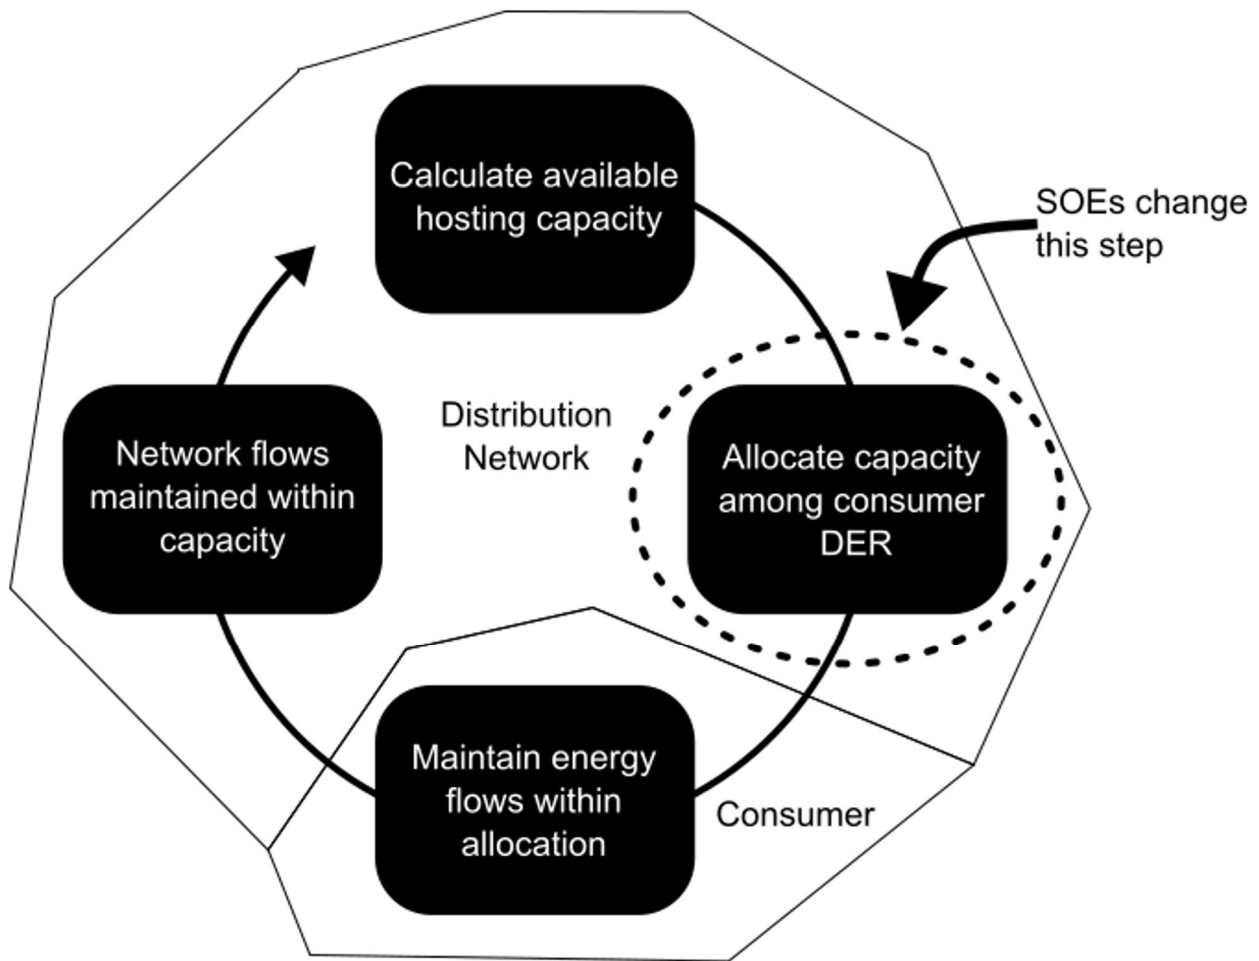 Calculate available
hosting capacity
SOEs change
this step
Distribution
Network
Network flows
maintained within
capacity
Allocate capacity
among consumer
DER
Maintain energy
flows within
allocation
Consumer